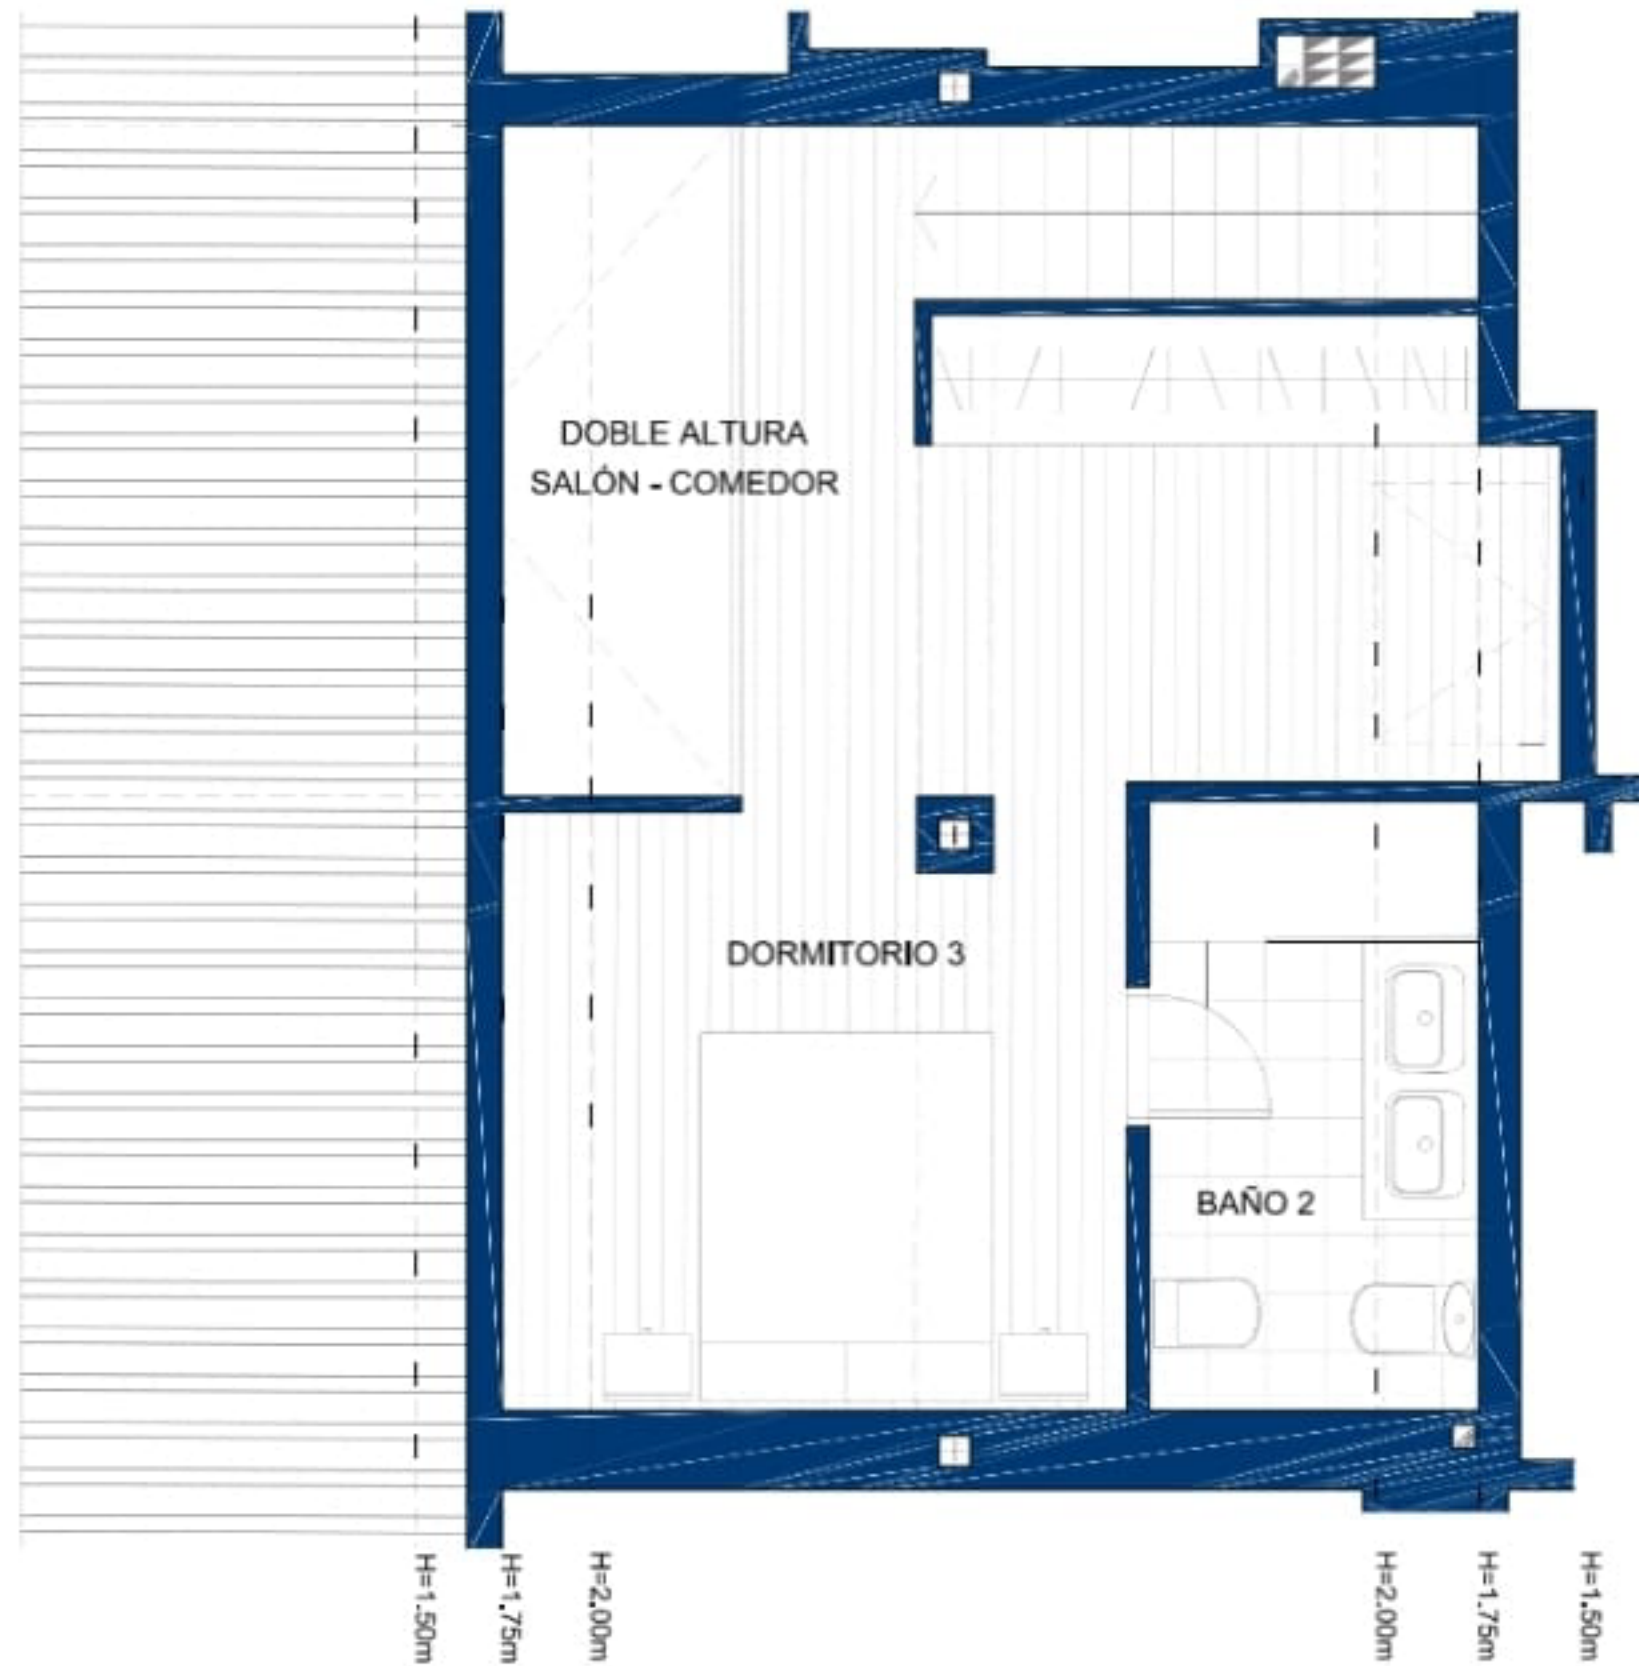 DOBLE ALTURA
SALÓN - COMEDOR
DORMITORIO 3
BAÑO 2
H=1.50m
H=1.75m
H=2.00m
H=2.00m
H=1.75m
H=1.50m